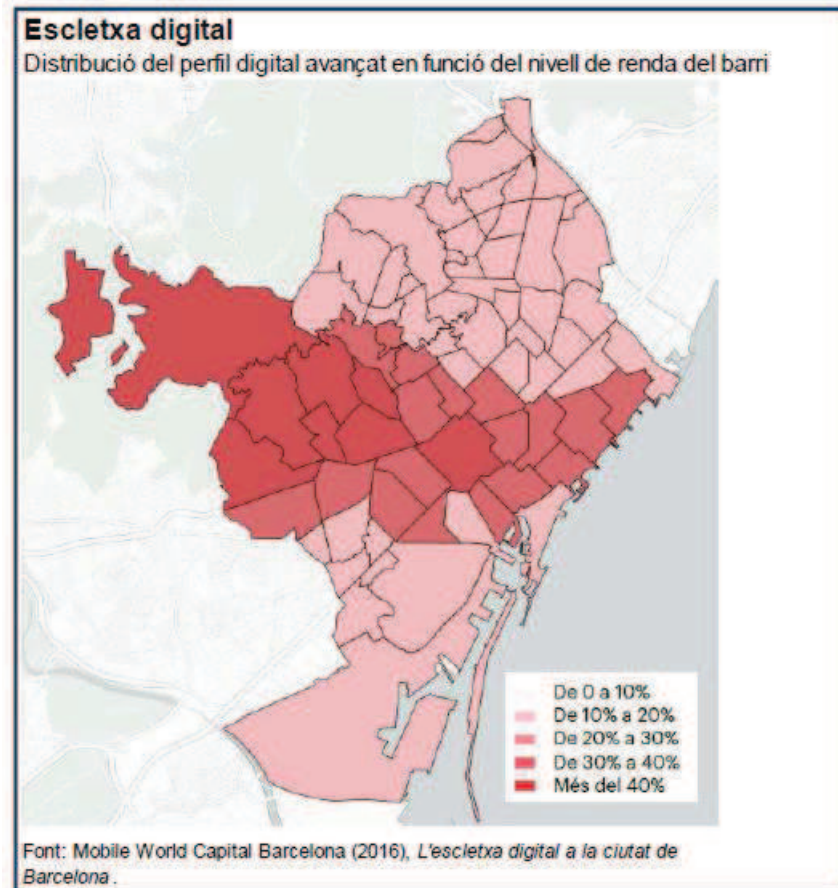 Escletxa digital
Distribució del perfil digital avançat en funció del nivell de renda del barri
De 0 a 10%
De 10% a 20%
De 20% a 30%
De 30% a 40%
Més del 40%
Font: Mobile World Capital Barcelona (2016), L'escletxa digital a la ciutat de
Barcelona .